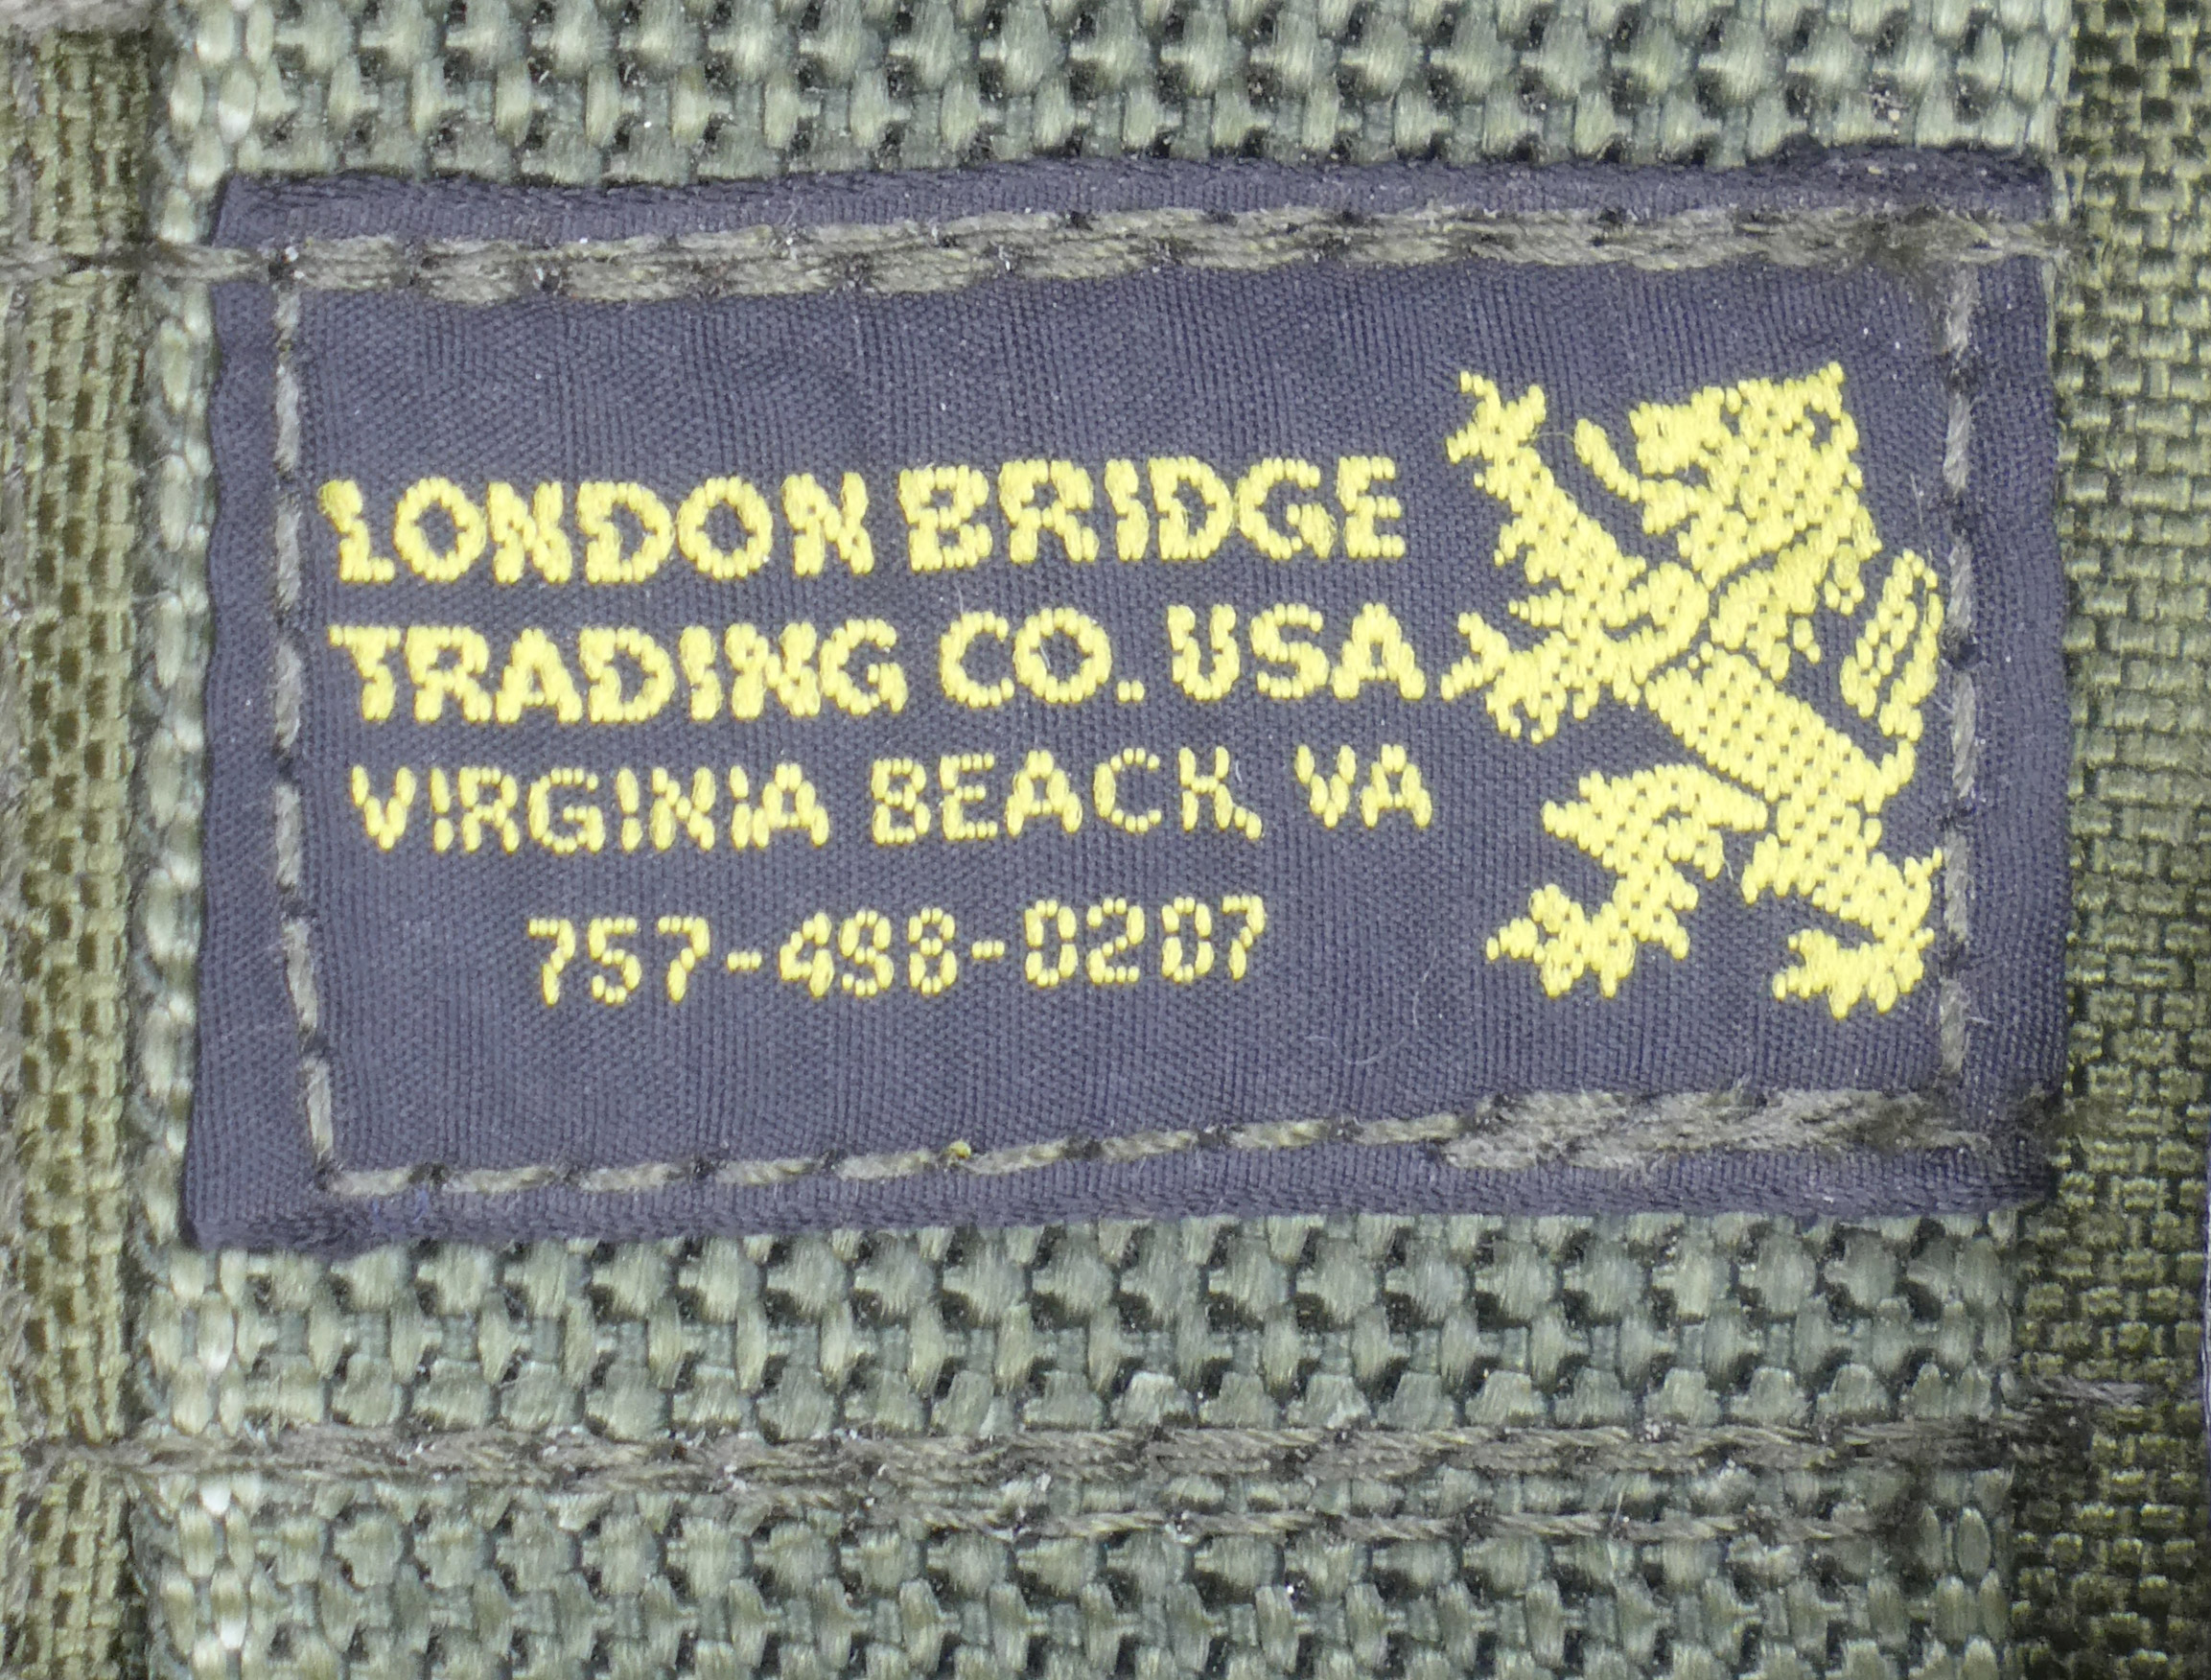 LONDON BRIDGE
TRADING CO. USA
VIRGINIA BEACH, VA
757-498-0207